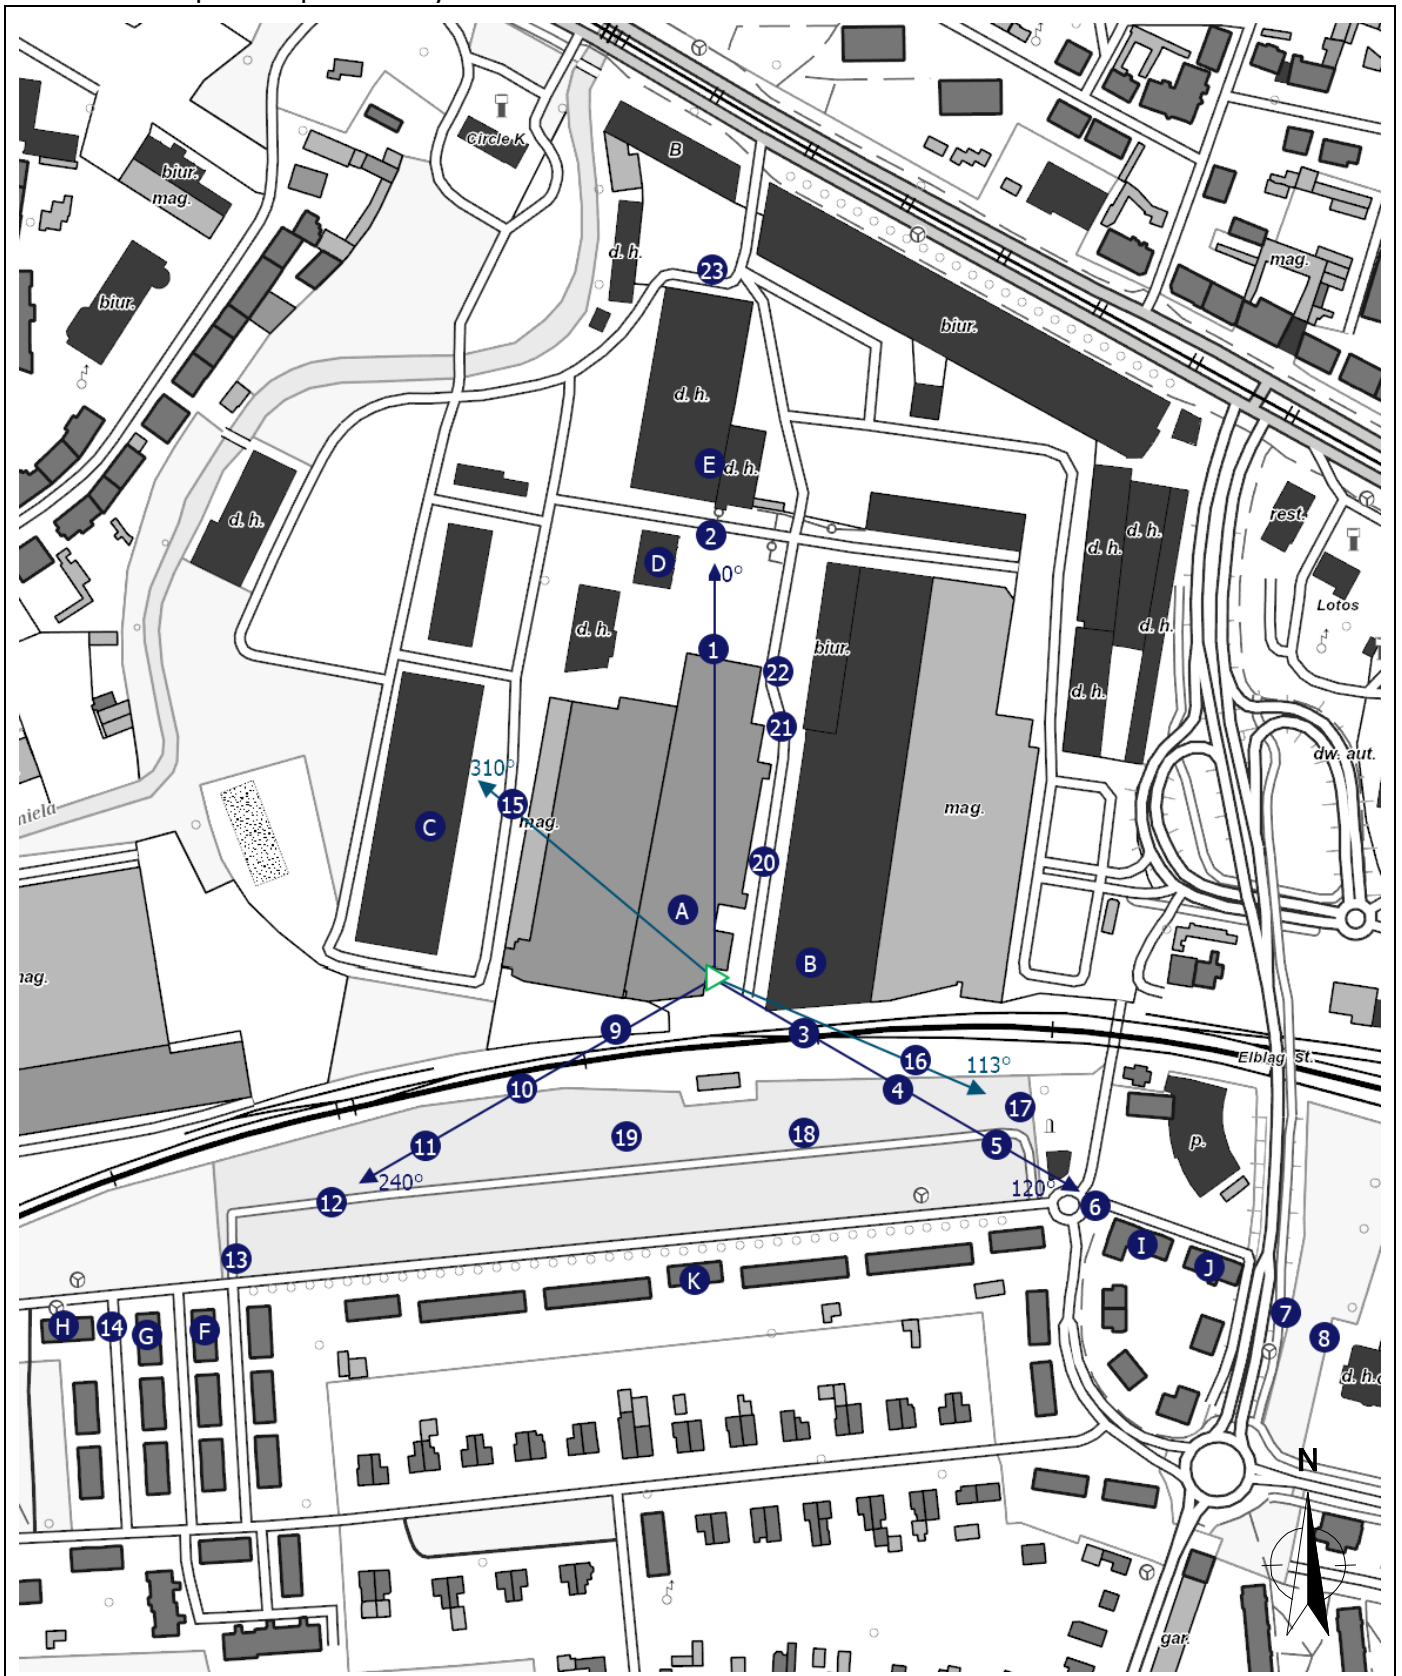 Circle K
B
biur.
mag.
d. h.
23
mag.
biur.
biur.
d. h.
E
d. h.
d. h.
2
rest.
d. h.
d. h.
D
0°
Lotos
d. h.
1
biur.
d. h.
22
d. h.
21
dw. aut.
310°
15
mag.
mag.
C
niela
20
A
B
mag.
9
3
Elbląg St.
16
113°
10
4
17
11
19
18
5
p.
240°
120°
12
6
13
I
J
K
7
H
14
G
F
8
d. h.
N
gar.